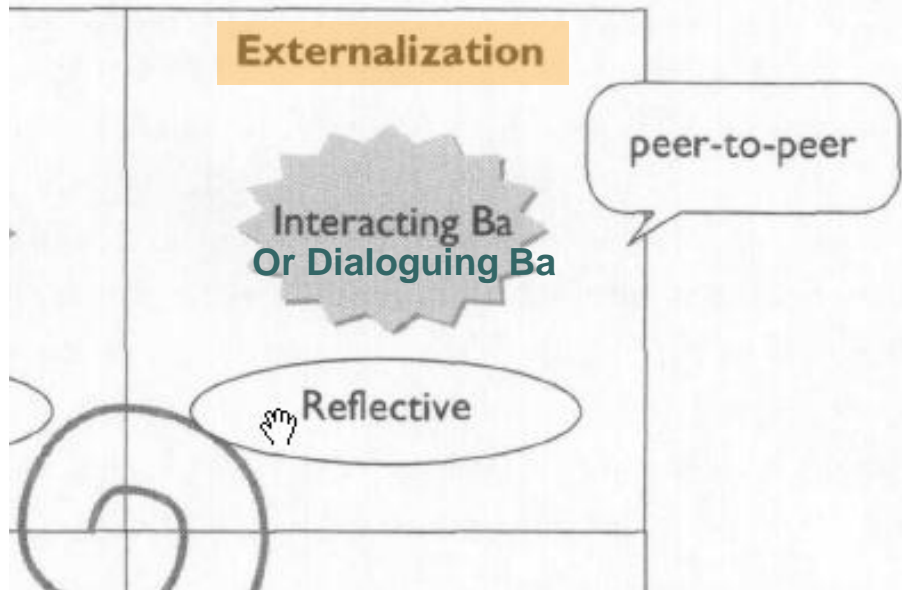 Externalization
peer-to-peer
Interacting Ba
Or Dialoguing Ba
Reflective